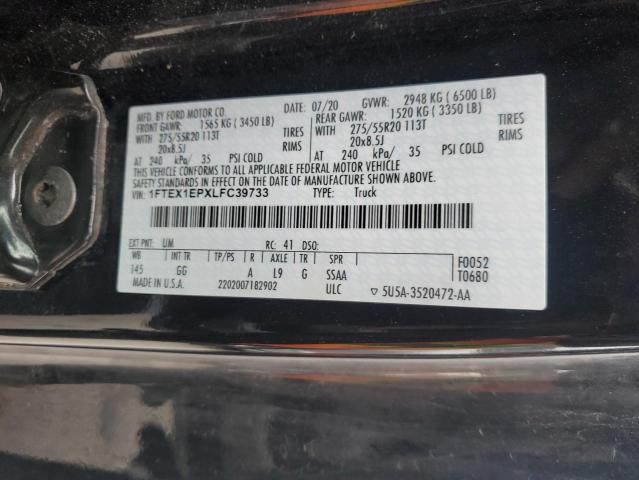 MFD. BY FORD MOTOR CO.
DATE: 07/20 GVWR: 2948 KG ( 6500 LB)
FRONT GAWR: 1565 KG ( 3450 LB)
REAR GAWR: 1520 KG ( 3350 LB)
WITH 275/55R20 113T TIRES
WITH 275/55R20 113T TIRES
20x8.5J RIMS
20x8.5J RIMS
AT 240 kPa/ 35 PSI COLD
AT 240 kPa/ 35 PSI COLD
THIS VEHICLE CONFORMS TO ALL APPLICABLE FEDERAL MOTOR VEHICLE
SAFETY STANDARDS IN EFFECT ON THE DATE OF MANUFACTURE SHOWN ABOVE.
VIN: 1FTEX1EPXLFC39733 TYPE: Truck
EXT PNT: UM RC: 41 DSO:
WB TP/PS R AXLE TR SPR
145 GG A L9 G SSAA
F0052
T0680
MADE IN U.S.A. 2202007182902 ULC ▽ 5U5A-3520472-AA